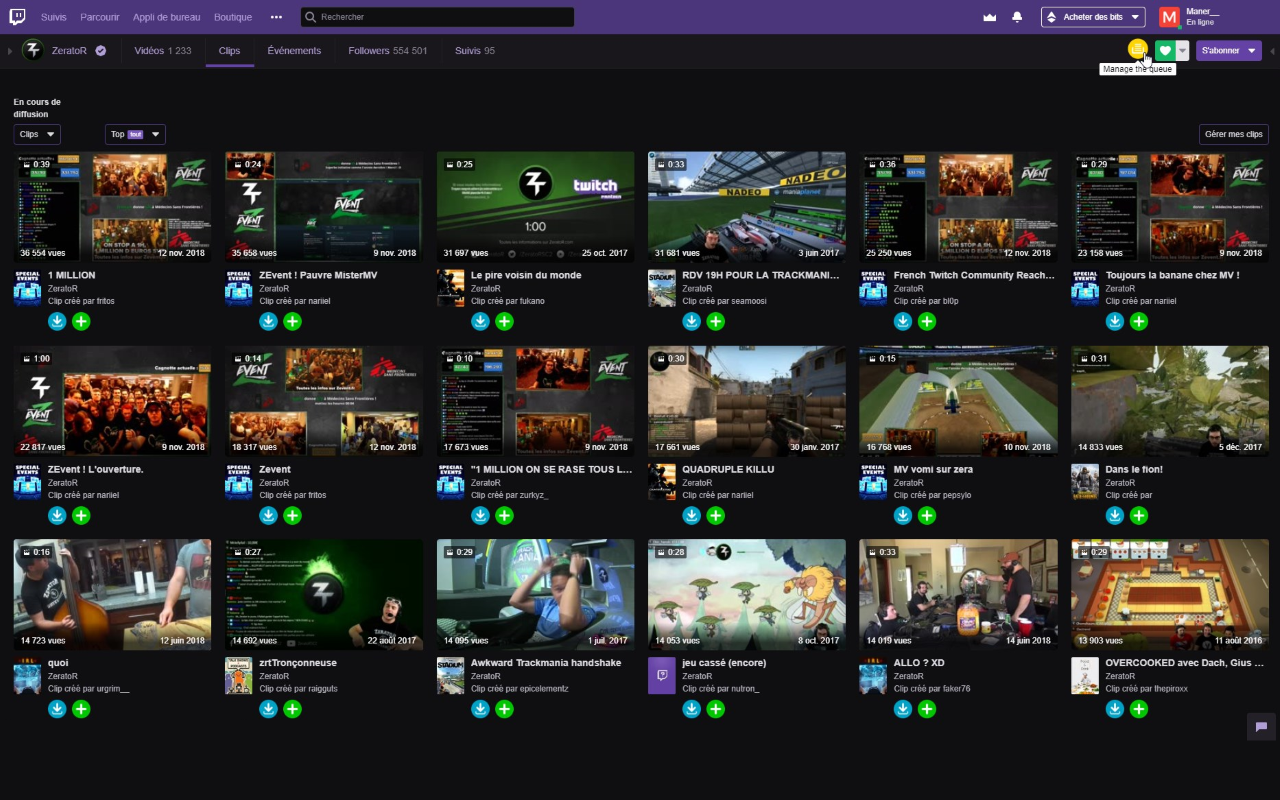 Suivis Parcourir Appli de bureau Boutique ••• Rechercher Acheter des bits M Maner__
En ligne
ZeratoR Vidéos 1 233 Clips Événements Followers 554 501 Suivis 95 S'abonner
Manage the queue
En cours de
diffusion
Clips Top tout Gérer mes clips
0:39 0:24 0:25 0:33 0:36 0:29
EVENT
twitch
NADEO
1:00
36 554 vues 12 nov. 2018 35 658 vues 9 nov. 2018 31 697 vues 25 oct. 2017 31 681 vues 3 juin 2017 25 250 vues 12 nov. 2018 23 158 vues 9 nov. 2018
1 MILLION ZEvent ! Pauvre MisterMV Le pire voisin du monde RDV 19H POUR LA TRACKMANI... French Twitch Community Reach... Toujours la banane chez MV !
ZeratoR ZeratoR ZeratoR ZeratoR ZeratoR ZeratoR
Clip créé par fritos Clip créé par nariiel Clip créé par fukano Clip créé par seamoosi Clip créé par bl0p Clip créé par nariiel
1:00 0:14 0:10 0:30 0:15 0:31
22 817 vues 9 nov. 2018 18 317 vues 12 nov. 2018 17 673 vues 9 nov. 2018 17 661 vues 30 janv. 2017 16 768 vues 10 nov. 2018 14 833 vues 5 déc. 2017
ZEvent ! L'ouverture. Zevent "1 MILLION ON SE RASE TOUS L... QUADRUPLE KILLU MV vomi sur zera Dans le fion!
ZeratoR ZeratoR ZeratoR ZeratoR ZeratoR ZeratoR
Clip créé par nariiel Clip créé par fritos Clip créé par zurkyz_ Clip créé par nariiel Clip créé par pepsylo Clip créé par
0:16 0:27 0:29 0:28 0:33 0:29
14 723 vues 12 juin 2018 14 692 vues 22 août 2017 14 095 vues 1 juil. 2017 14 053 vues 8 oct. 2017 14 019 vues 14 juin 2018 13 903 vues 11 août 2016
quoi zrtTronçonneuse Awkward Trackmania handshake jeu cassé (encore) ALLO ? XD OVERCOOKED avec Dach, Gius ...
ZeratoR ZeratoR ZeratoR ZeratoR ZeratoR ZeratoR
Clip créé par urgrim__ Clip créé par raigguts Clip créé par epicelementz Clip créé par nutron_ Clip créé par faker76 Clip créé par thepiroxx